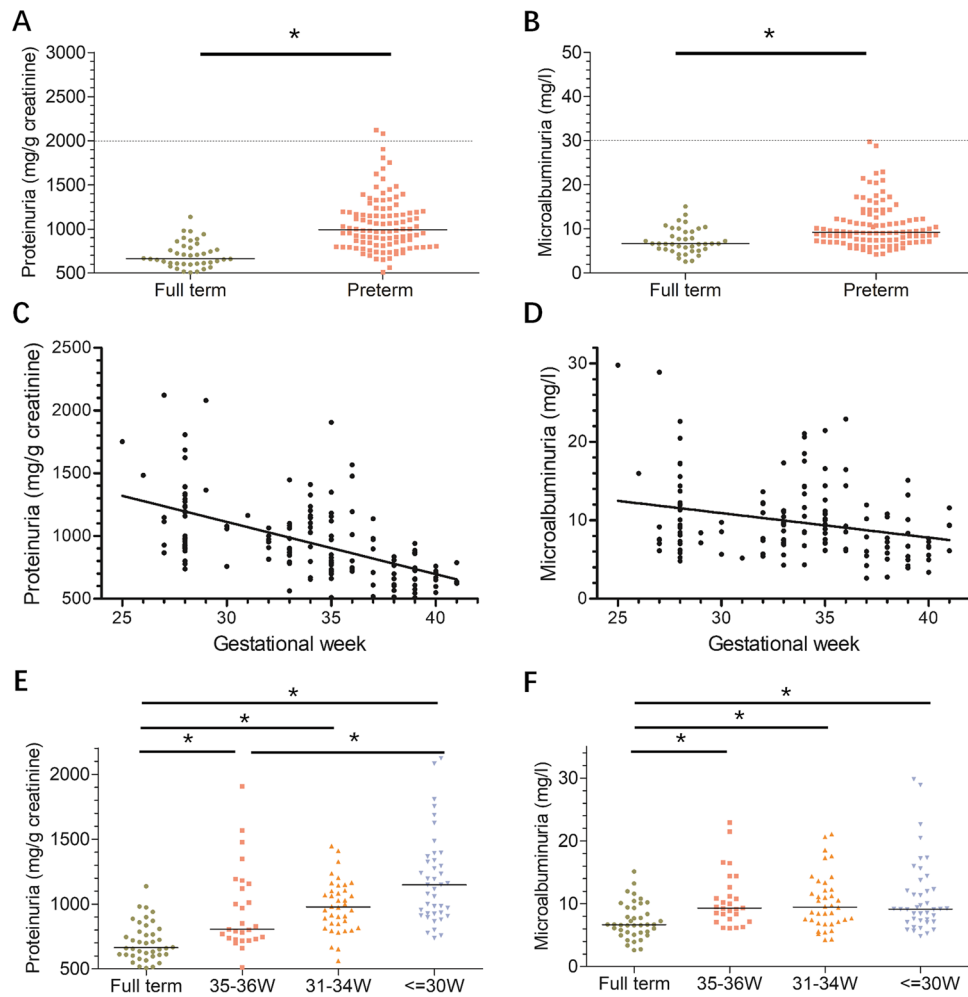 A
*
3000
2500
2000
1500
1000
500
Proteinuria (mg/g creatinine)
Full term
Preterm
B
*
50
40
30
20
10
0
Microalbuminuria (mg/l)
Full term
Preterm
C
2500
2000
1500
1000
500
Proteinuria (mg/g creatinine)
25
30
35
40
Gestational week
D
30
20
10
0
Microalbuminuria (mg/l)
25
30
35
40
Gestational week
E
*
*
*
*
2000
1500
1000
500
Proteinuria (mg/g creatinine)
Full term
35-36W
31-34W
<=30W
F
*
*
*
30
20
10
0
Microalbuminuria (mg/l)
Full term
35-36W
31-34W
<=30W